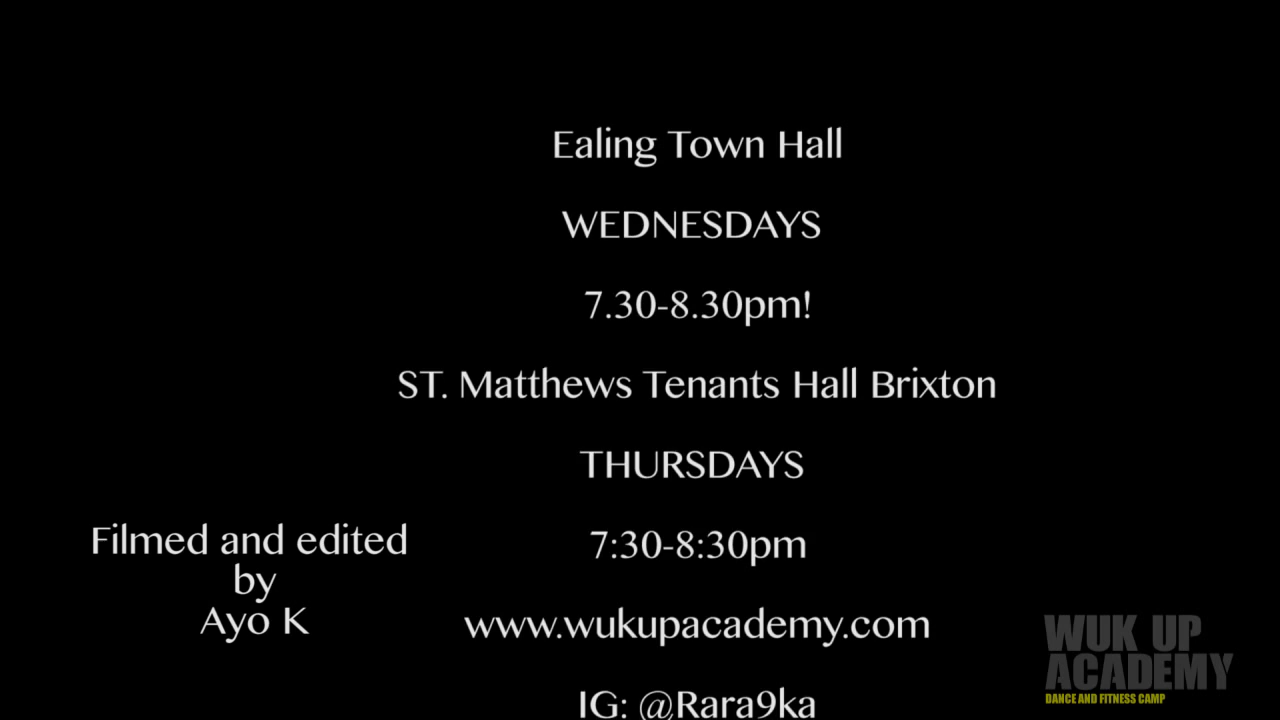 Ealing Town Hall
WEDNESDAYS
7.30-8.30pm!
ST. Matthews Tenants Hall Brixton
THURSDAYS
7:30-8:30pm
www.wukupacademy.com
IG: @Rara9ka
Filmed and edited
by
Ayo K
WUK UP
ACADEMY
DANCE AND FITNESS CAMP